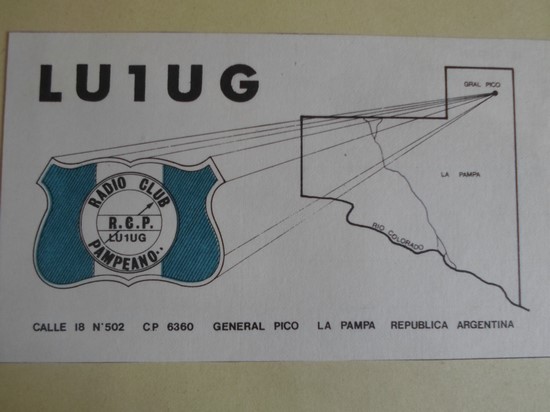 LU1UG
GRAL PICO
LA PAMPA
RIO COLORADO
RADIO CLUB
R.C.P.
LU1UG
PAMPEANO..
CALLE 18 N°502 CP 6360 GENERAL PICO LA PAMPA REPUBLICA ARGENTINA